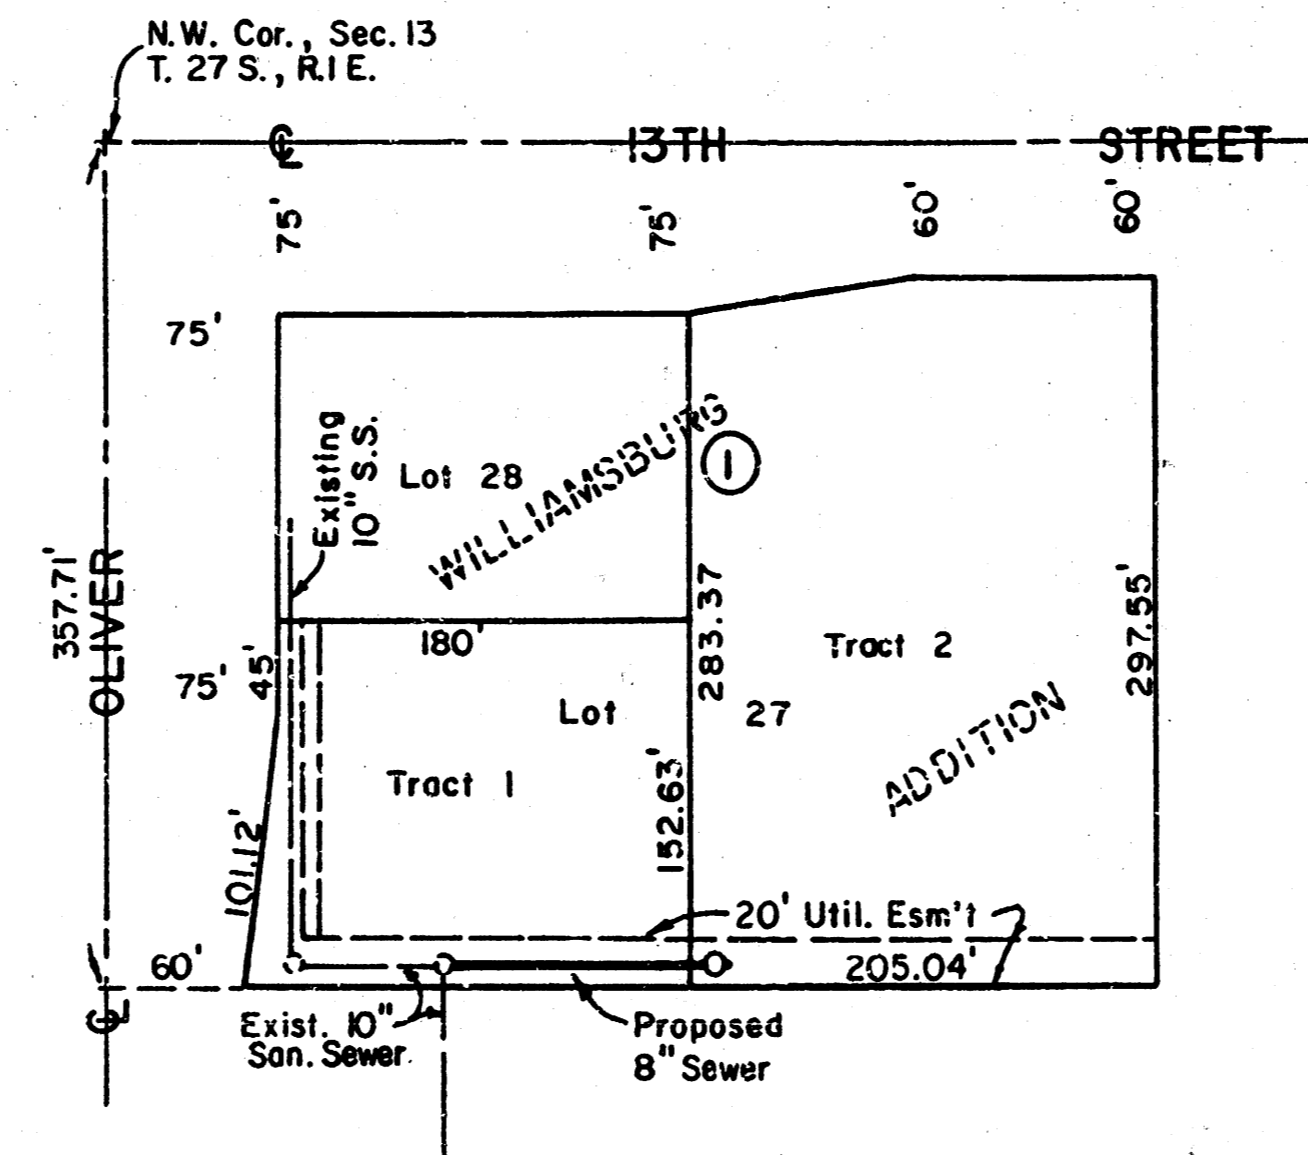 N.W. Cor., Sec. 13
T. 27 S., R.1 E.
℄
13TH STREET
75'
75'
60'
60'
75'
Existing
10" S.S.
Lot 28
WILLIAMSBURG
1
357.71'
OLIVER
180'
283.37
Tract 2
297.55'
75'
45'
Lot 27
ADDITION
Tract 1
152.63'
101.12'
20' Util. Esm't
60'
205.04'
℄
Exist. 10"
San. Sewer
Proposed
8" Sewer